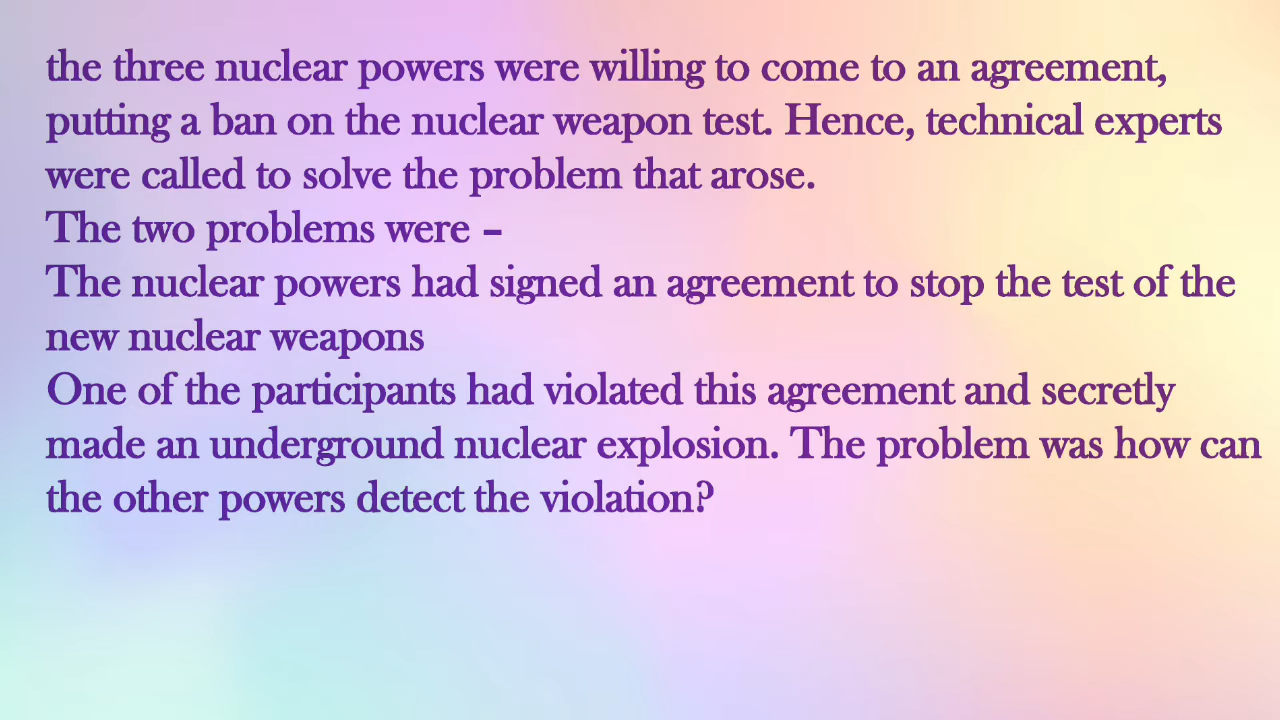 the three nuclear powers were willing to come to an agreement,
putting a ban on the nuclear weapon test. Hence, technical experts
were called to solve the problem that arose.
The two problems were –
The nuclear powers had signed an agreement to stop the test of the
new nuclear weapons
One of the participants had violated this agreement and secretly
made an underground nuclear explosion. The problem was how can
the other powers detect the violation?